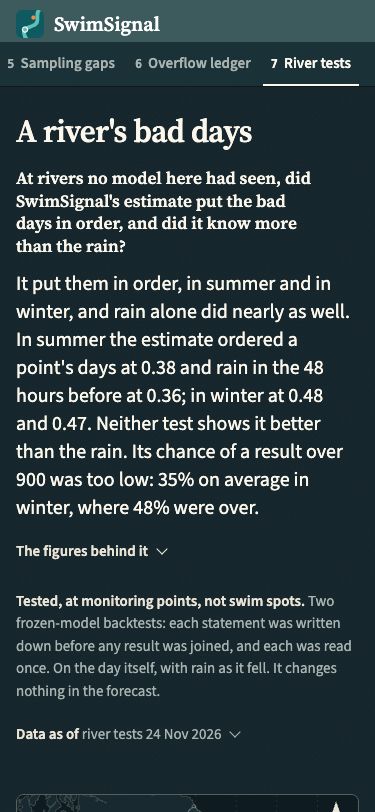 SwimSignal
5 Sampling gaps 6 Overflow ledger 7 River tests
A river's bad days
At rivers no model here had seen, did
SwimSignal's estimate put the bad
days in order, and did it know more
than the rain?
It put them in order, in summer and in
winter, and rain alone did nearly as well.
In summer the estimate ordered a
point's days at 0.38 and rain in the 48
hours before at 0.36; in winter at 0.48
and 0.47. Neither test shows it better
than the rain. Its chance of a result over
900 was too low: 35% on average in
winter, where 48% were over.
The figures behind it
Tested, at monitoring points, not swim spots. Two
frozen-model backtests: each statement was written
down before any result was joined, and each was read
once. On the day itself, with rain as it fell. It changes
nothing in the forecast.
Data as of river tests 24 Nov 2026